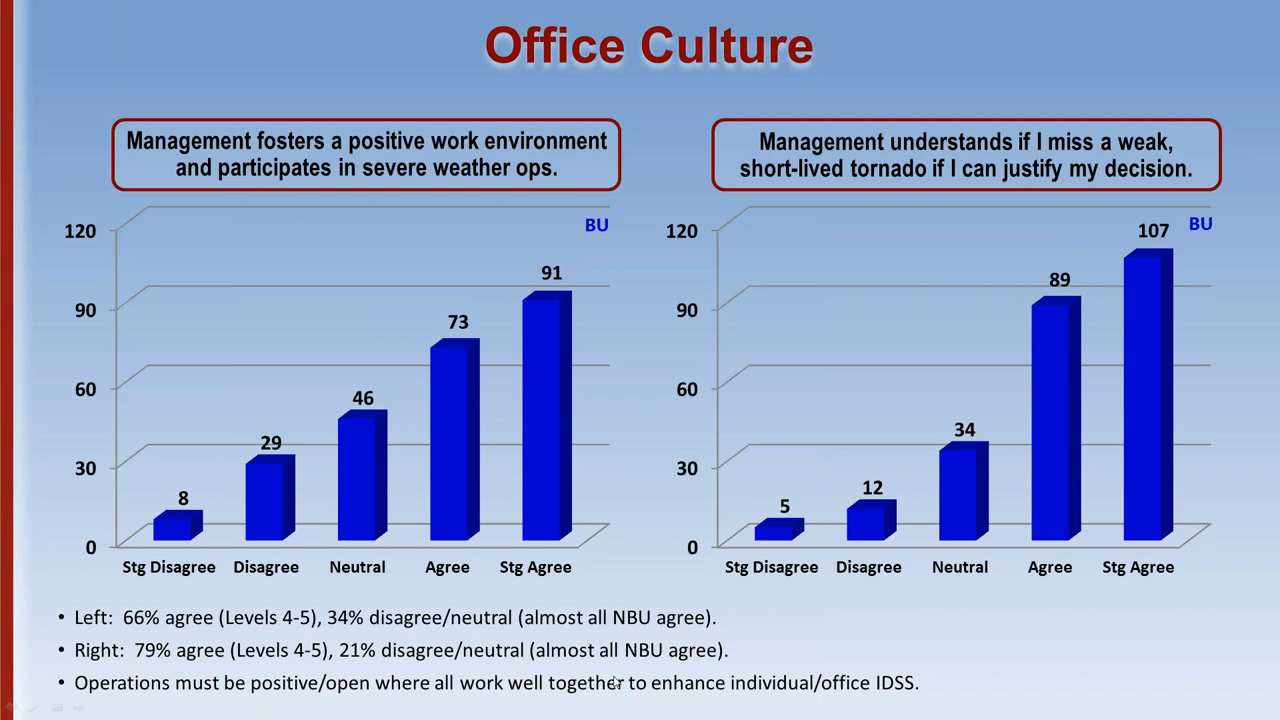 Office Culture
Management fosters a positive work environment
and participates in severe weather ops.
BU
120
90
60
30
0
8
29
46
73
91
Stg Disagree Disagree Neutral Agree Stg Agree
Management understands if I miss a weak,
short-lived tornado if I can justify my decision.
BU
120
90
60
30
0
5
12
34
89
107
Stg Disagree Disagree Neutral Agree Stg Agree
• Left: 66% agree (Levels 4-5), 34% disagree/neutral (almost all NBU agree).
• Right: 79% agree (Levels 4-5), 21% disagree/neutral (almost all NBU agree).
• Operations must be positive/open where all work well together to enhance individual/office IDSS.